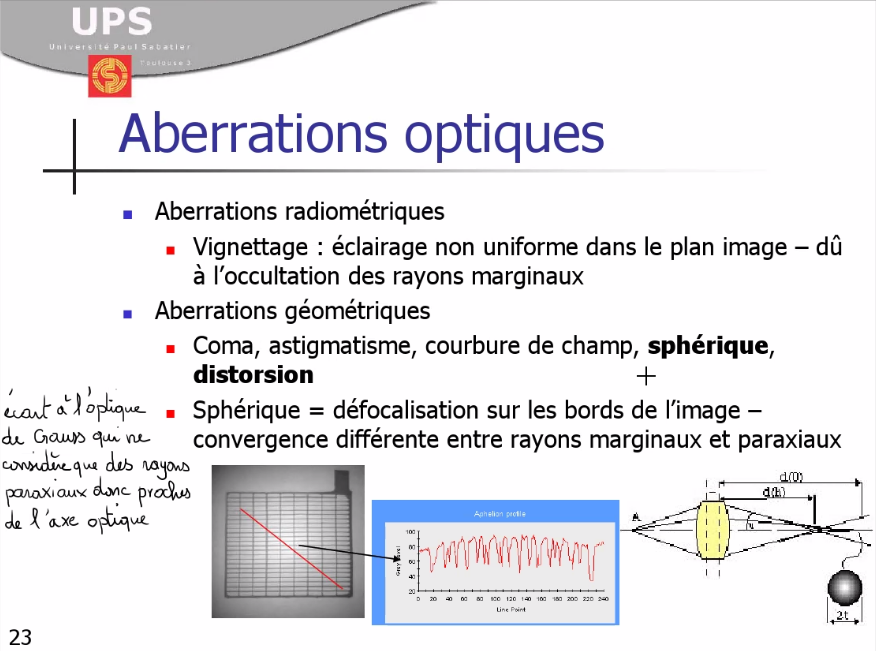 UPS
Université Paul Sabatier
Toulouse 3
Aberrations optiques
Aberrations radiométriques
Vignettage : éclairage non uniforme dans le plan image – dû
à l’occultation des rayons marginaux
Aberrations géométriques
Coma, astigmatisme, courbure de champ, sphérique,
distorsion
Sphérique = défocalisation sur les bords de l’image –
convergence différente entre rayons marginaux et paraxiaux
écart à l'optique
de Gauss qui ne
considère que des rayons
paraxiaux donc proches
de l'axe optique
Aphelion profile
Gray level
100
80
60
40
20
0 20 40 60 80 100 120 140 160 180 200 220 240
Line Point
d(0)
d(h)
A
u
2t
23